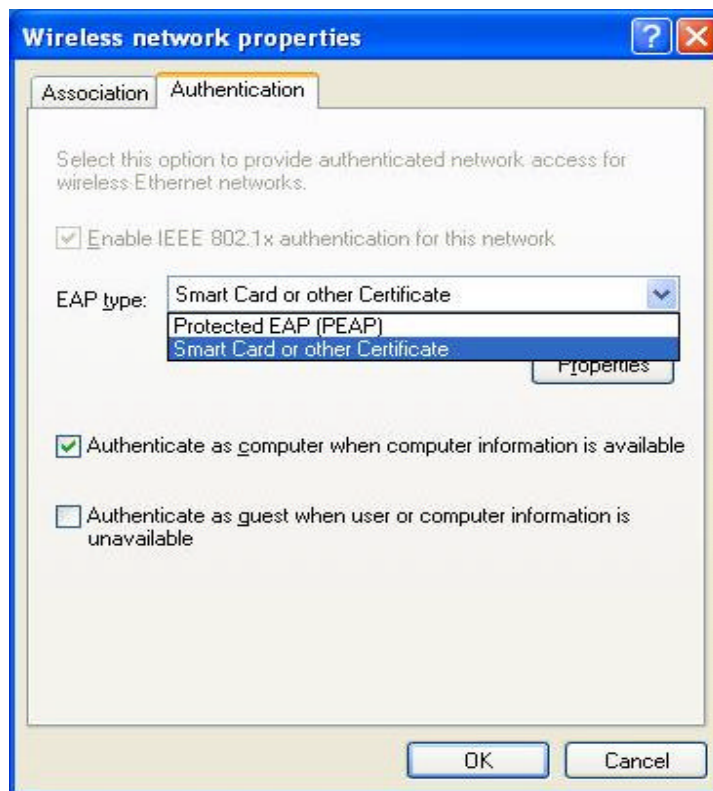 Wireless network properties
Association
Authentication
Select this option to provide authenticated network access for
wireless Ethernet networks.
Enable IEEE 802.1x authentication for this network
EAP type:
Smart Card or other Certificate
Protected EAP (PEAP)
Smart Card or other Certificate
Properties
Authenticate as computer when computer information is available
Authenticate as guest when user or computer information is
unavailable
OK
Cancel